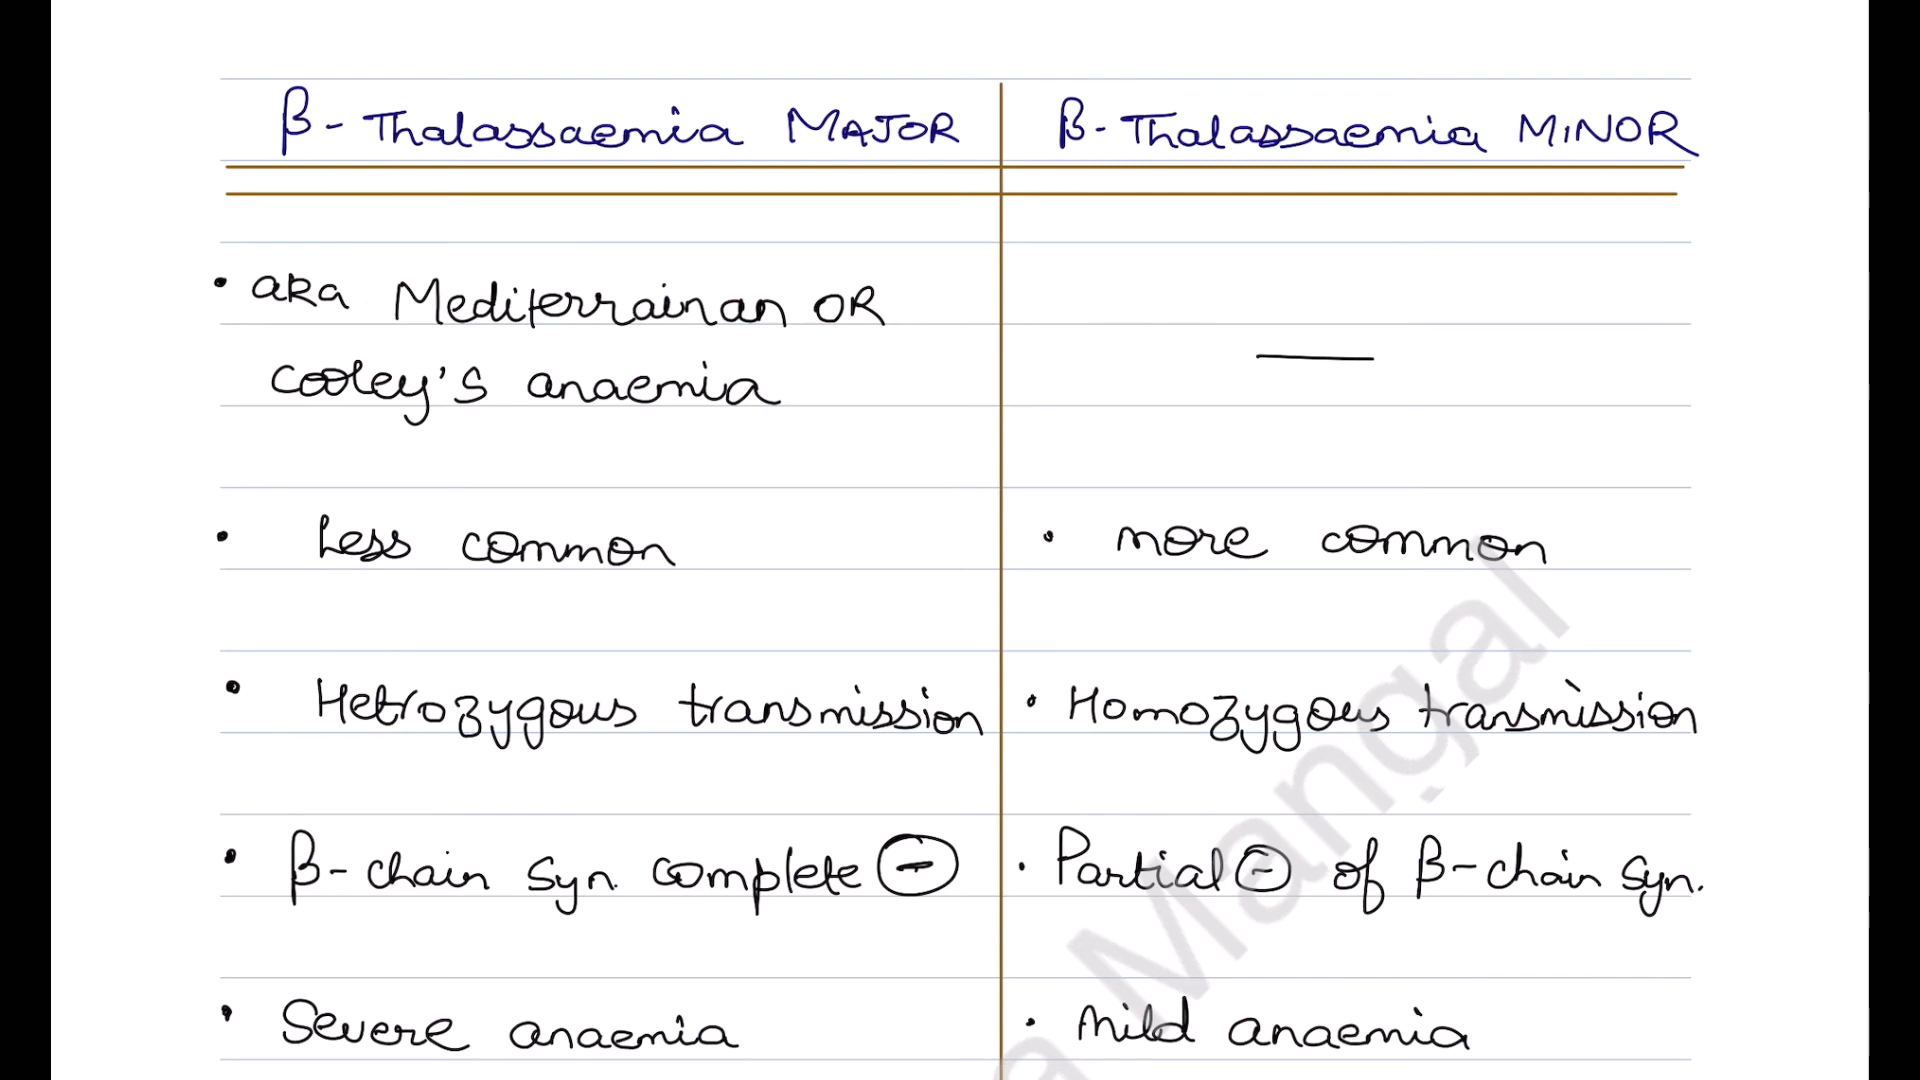 β-Thalassaemia MAJOR
β-Thalassaemia MINOR
• aka Mediterrainan OR
Cooley's anaemia
—
• Less common
• more common
• Hetrozygous transmission
• Homozygous transmission
• β-chain syn. complete ⊖
• Partial ⊖ of β-chain syn.
• Severe anaemia
• Mild anaemia
a Mangal